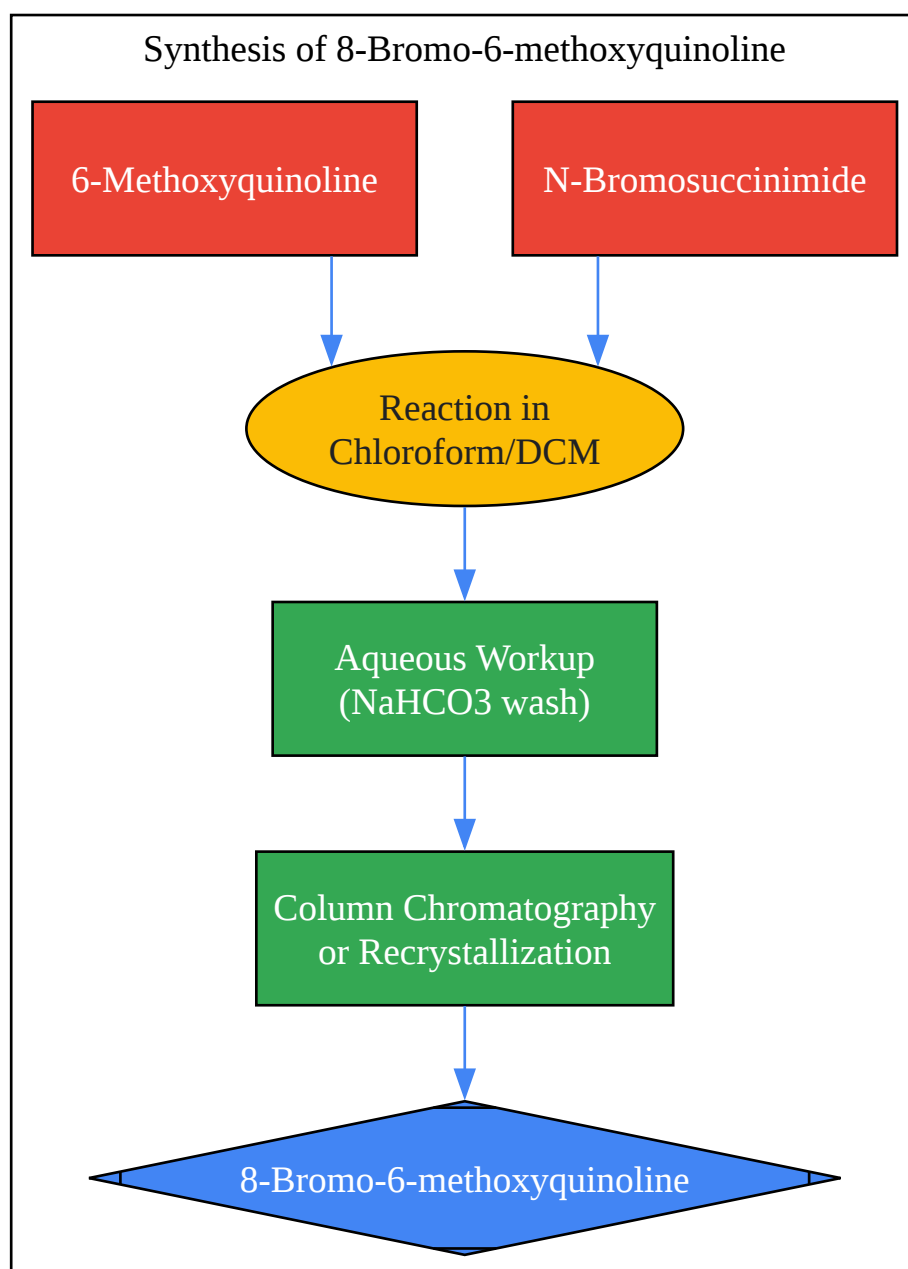 Synthesis of 8-Bromo-6-methoxyquinoline
6-Methoxyquinoline
N-Bromosuccinimide
Reaction in
Chloroform/DCM
Aqueous Workup
(NaHCO3 wash)
Column Chromatography
or Recrystallization
8-Bromo-6-methoxyquinoline